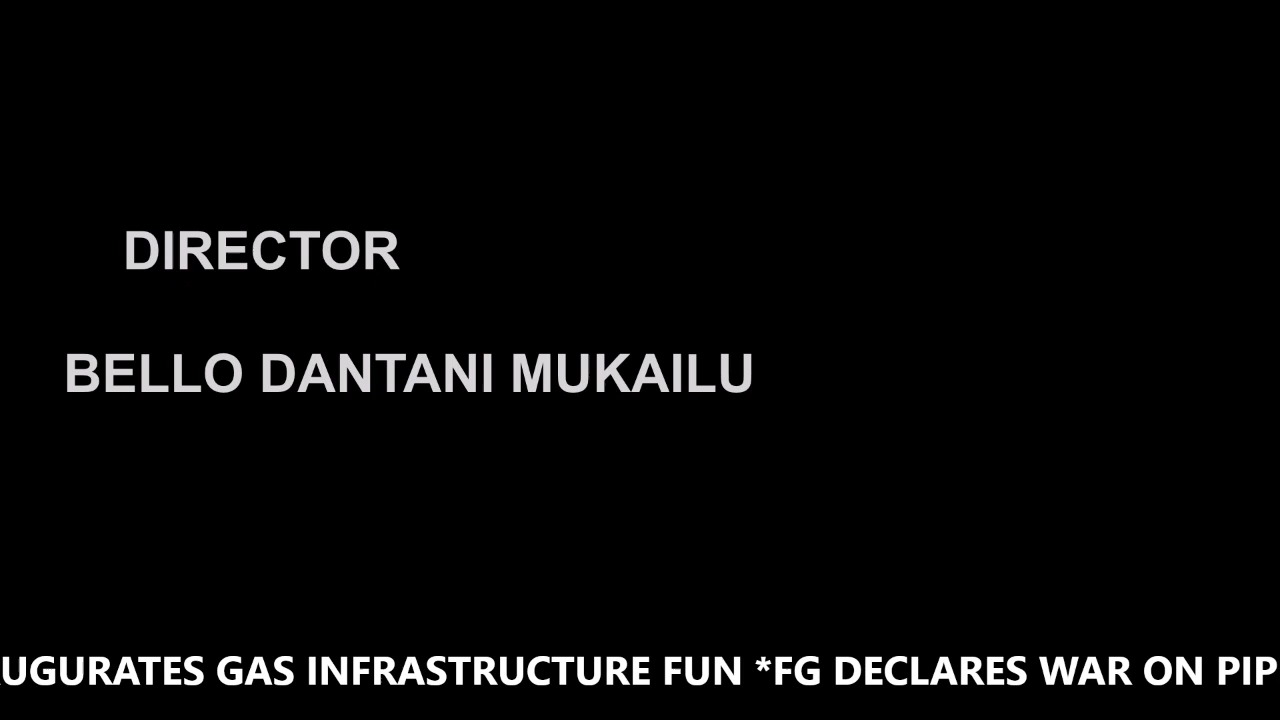 DIRECTOR
BELLO DANTANI MUKAILU
UGURATES GAS INFRASTRUCTURE FUN *FG DECLARES WAR ON PIP